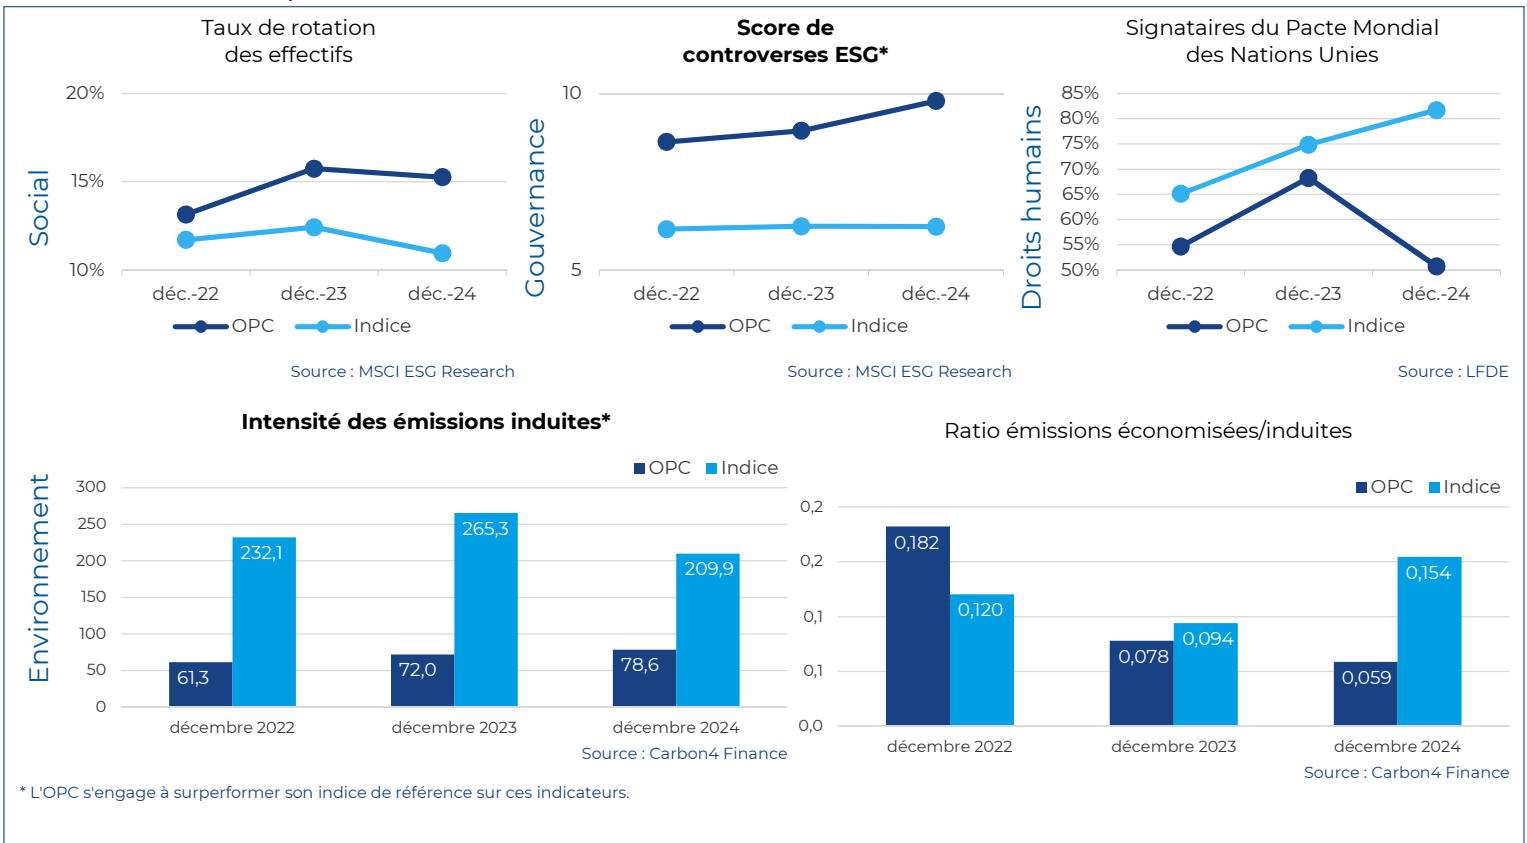 Taux de rotation
des effectifs
Social
20%
15%
10%
déc.-22 déc.-23 déc.-24
OPC Indice
Source : MSCI ESG Research
Score de
controverses ESG*
Gouvernance
10
5
déc.-22 déc.-23 déc.-24
OPC Indice
Source : MSCI ESG Research
Signataires du Pacte Mondial
des Nations Unies
Droits humains
85%
80%
75%
70%
65%
60%
55%
50%
déc.-22 déc.-23 déc.-24
OPC Indice
Source : LFDE
Intensité des émissions induites*
Environnement
OPC Indice
300
250
200
150
100
50
0
61,3 232,1 72,0 265,3 78,6 209,9
décembre 2022 décembre 2023 décembre 2024
Source : Carbon4 Finance
Ratio émissions économisées/induites
OPC Indice
0,2
0,2
0,1
0,1
0,0
0,182 0,120 0,078 0,094 0,059 0,154
décembre 2022 décembre 2023 décembre 2024
Source : Carbon4 Finance
* L'OPC s'engage à surperformer son indice de référence sur ces indicateurs.